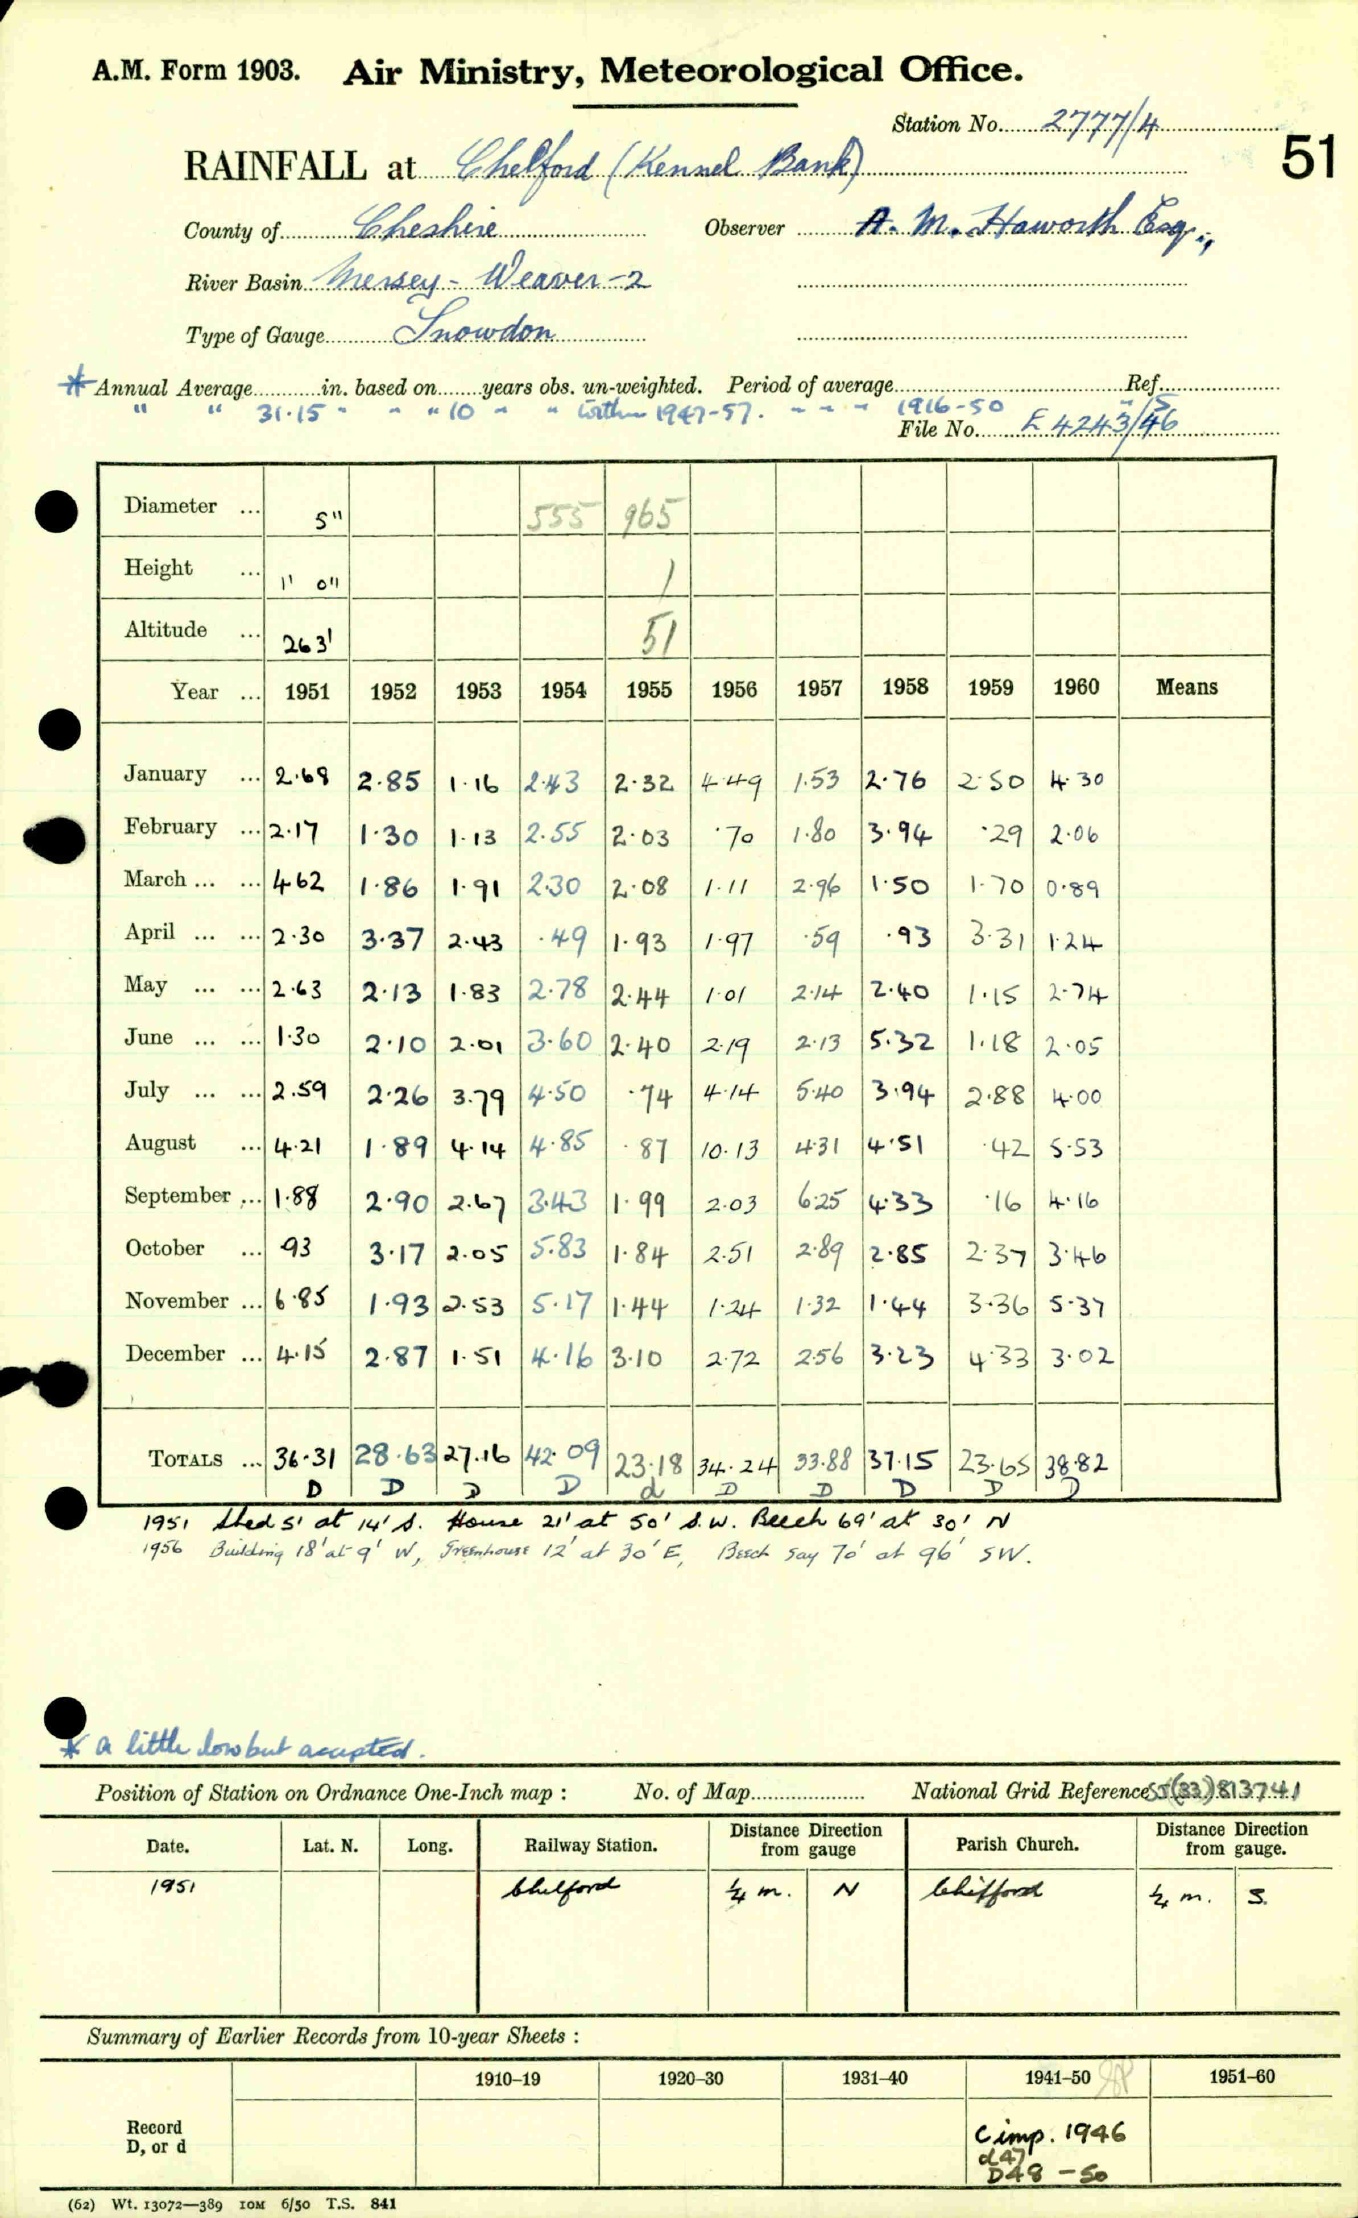 A.M. Form 1903. Air Ministry, Meteorological Office.
Station No. 2777/4
51
RAINFALL at Chelford (Kennel Bank)
County of Cheshire Observer A. M. Haworth Esq.,
River Basin Mersey - Weaver - 2
Type of Gauge Snowdon
* Annual Average in. based on years obs. un-weighted. Period of average Ref.
" " 31·15 " " " 10 " " within 1947-57. " " " 1916-50 " 15
File No. E 4243/46
Diameter ... 5" 555 965
Height ... 1' 0" 1
Altitude ... 263' 51
Year ... 1951 1952 1953 1954 1955 1956 1957 1958 1959 1960 Means
January ... 2·68 2·85 1·16 2·43 2·32 4·49 1·53 2·76 2·50 4·30
February ... 2·17 1·30 1·13 2·55 2·03 ·70 1·80 3·94 ·29 2·06
March ... ... 4·62 1·86 1·91 2·30 2·08 1·11 2·96 1·50 1·70 0·89
April ... ... 2·30 3·37 2·43 ·49 1·93 1·97 ·59 ·93 3·31 1·24
May ... ... 2·63 2·13 1·83 2·78 2·44 1·01 2·14 2·40 1·15 2·74
June ... ... 1·30 2·10 2·01 3·60 2·40 2·19 2·13 5·32 1·18 2·05
July ... ... 2·59 2·26 3·79 4·50 ·74 4·14 5·40 3·94 2·88 4·00
August ... 4·21 1·89 4·14 4·85 ·87 10·13 4·31 4·51 ·42 5·53
September ... 1·88 2·90 2·67 3·43 1·99 2·03 6·25 4·33 ·16 4·16
October ... ·93 3·17 2·05 5·83 1·84 2·51 2·89 2·85 2·37 3·46
November ... 6·85 1·93 2·53 5·17 1·44 1·24 1·32 1·44 3·36 5·37
December ... 4·15 2·87 1·51 4·16 3·10 2·72 2·56 3·23 4·33 3·02
TOTALS ... 36·31 28·63 27·16 42·09 23·18 34·24 33·88 37·15 23·65 38·82
D D D D d D D D D D
1951 Shed 5' at 14' S. House 21' at 50' S.W. Beech 69' at 30' N
1956 Building 18' at 9' W, Greenhouse 12' at 30' E, Beech say 70' at 96' SW.
* a little low but accepted.
Position of Station on Ordnance One-Inch map : No. of Map National Grid Reference SJ(33)813741
Date. Lat. N. Long. Railway Station. Distance from Direction gauge Parish Church. Distance from Direction gauge.
1951 Chelford ¼ m. N Chelford ¼ m. S.
Summary of Earlier Records from 10-year Sheets :
1910–19 1920–30 1931–40 1941–50 1951–60
Record D, or d
C imp. 1946
d47
D48 - 50
(62) Wt. 13072—389 10M 6/50 T.S. 841